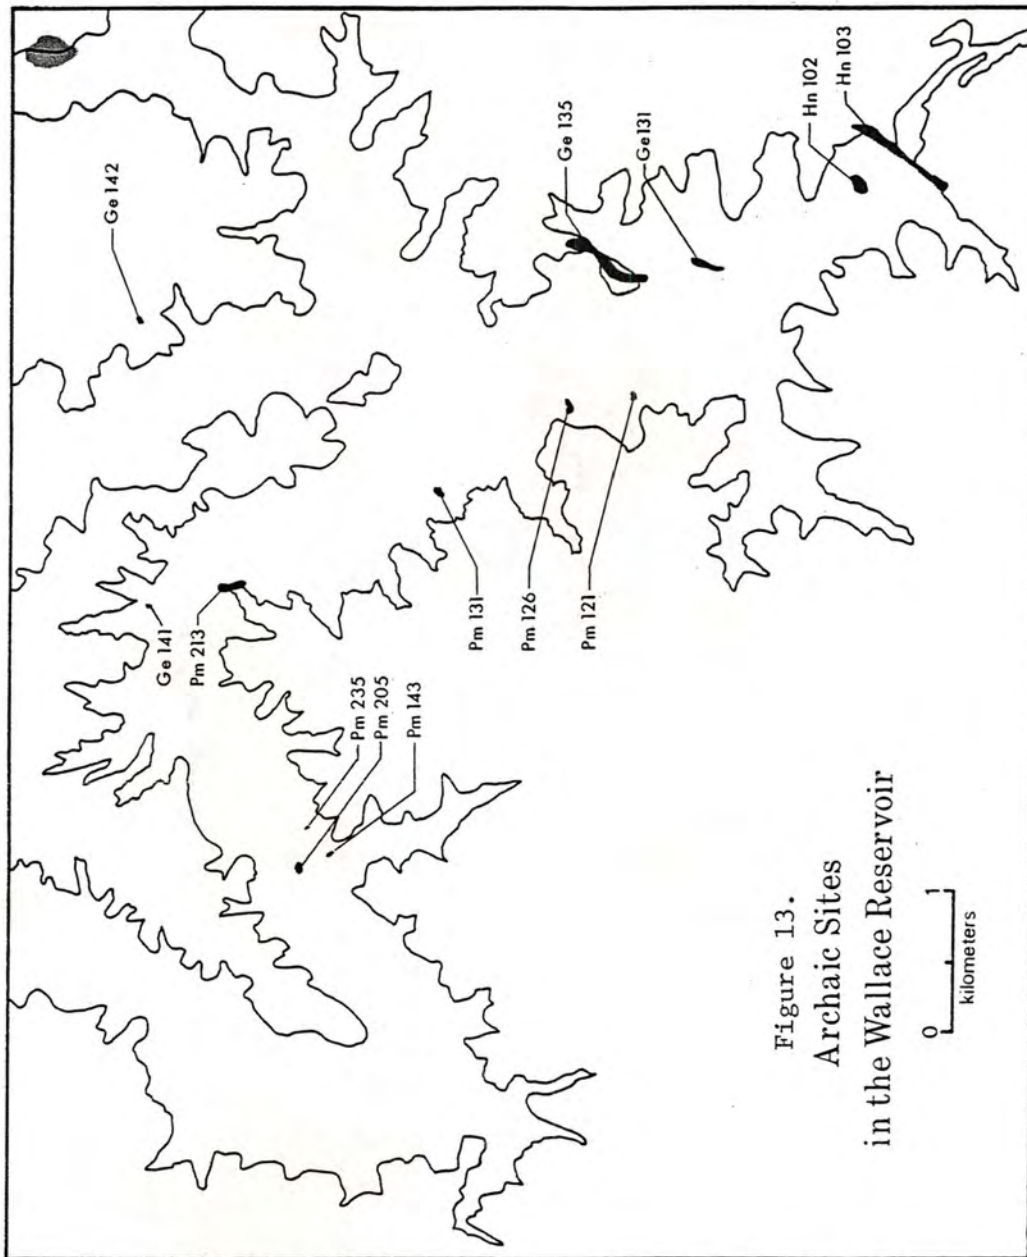 Ge 142
Ge 135
Ge 131
Hn 102
Hn 103
Ge 141
Pm 213
Pm 131
Pm 126
Pm 121
Pm 235
Pm 205
Pm 143
Figure 13.
Archaic Sites
in the Wallace Reservoir
0 1
kilometers